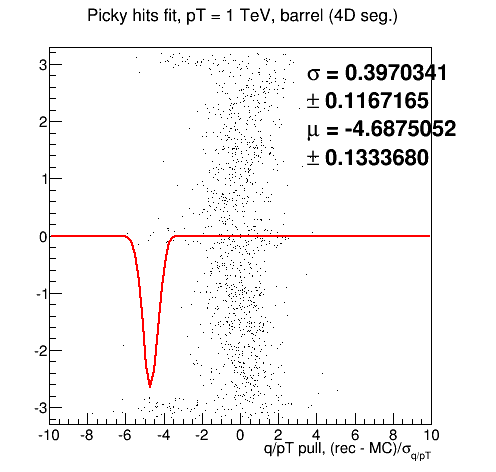 Picky hits fit, pT = 1 TeV, barrel (4D seg.)
σ = 0.3970341
± 0.1167165
μ = -4.6875052
± 0.1333680
3
2
1
0
-1
-2
-3
-10 -8 -6 -4 -2 0 2 4 6 8 10
q/pT pull, (rec - MC)/σq/pT